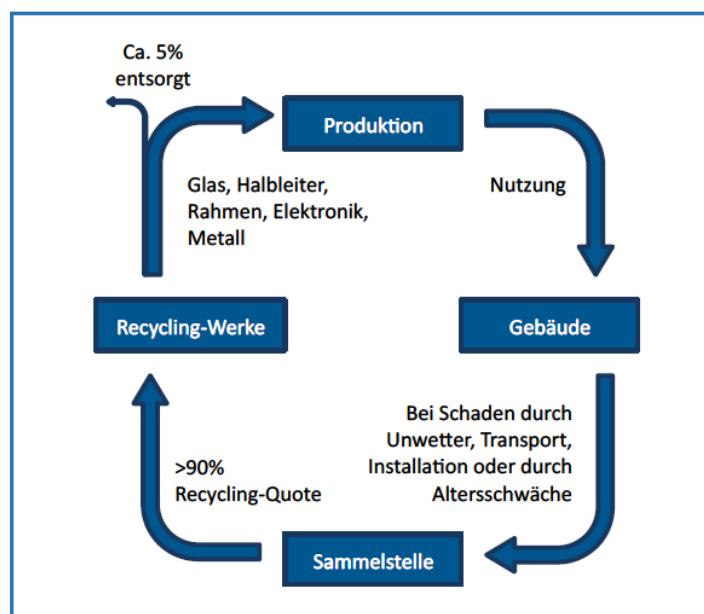 Ca. 5%
entsorgt
Produktion
Glas, Halbleiter,
Rahmen, Elektronik,
Metall
Nutzung
Recycling-Werke
Gebäude
Bei Schaden durch
Unwetter, Transport,
Installation oder durch
Altersschwäche
>90%
Recycling-Quote
Sammelstelle